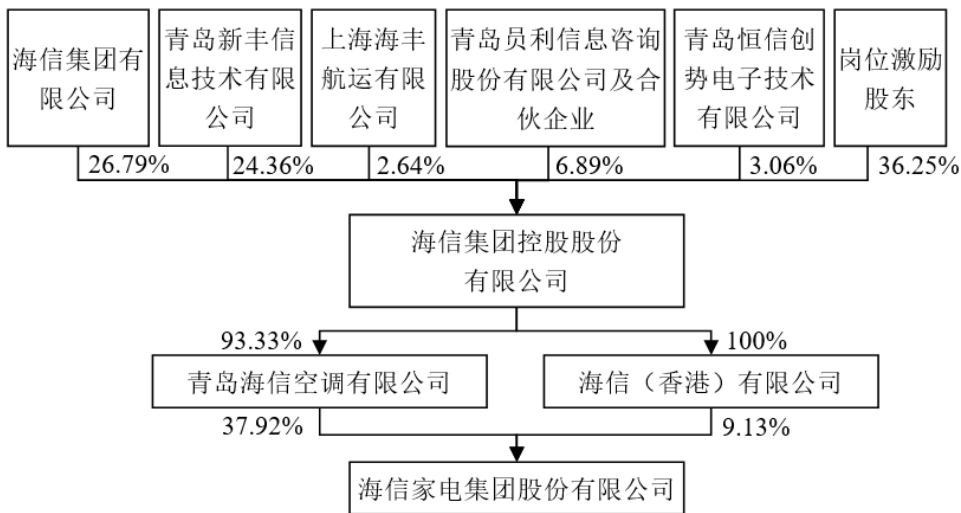 海信集团有
限公司
青岛新丰信
息技术有限
公司
上海海丰
航运有限
公司
青岛员利信息咨询
股份有限公司及合
伙企业
青岛恒信创
势电子技术
有限公司
岗位激励
股东
26.79%
24.36%
2.64%
6.89%
3.06%
36.25%
海信集团控股股份
有限公司
93.33%
100%
青岛海信空调有限公司
海信（香港）有限公司
37.92%
9.13%
海信家电集团股份有限公司